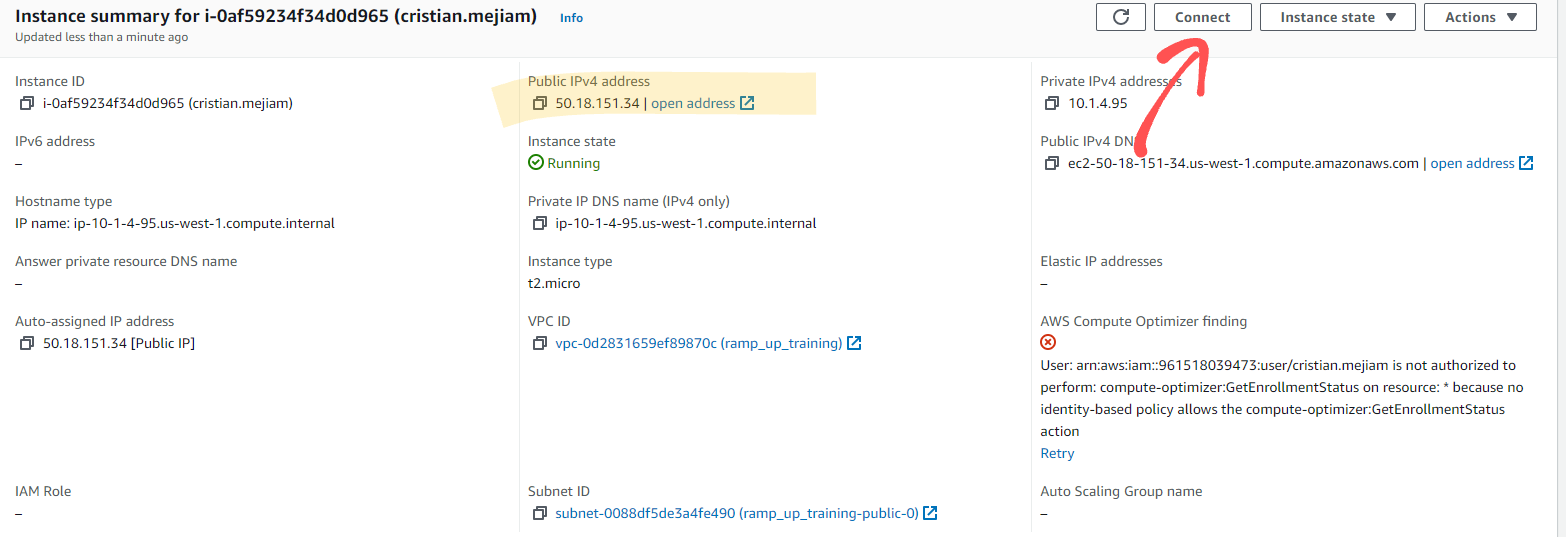 Instance summary for i-0af59234f34d0d965 (cristian.mejiam) Info
Updated less than a minute ago
Connect
Instance state
Actions
Instance ID
i-0af59234f34d0d965 (cristian.mejiam)
Public IPv4 address
50.18.151.34 | open address
Private IPv4 addresses
10.1.4.95
IPv6 address
–
Instance state
Running
Public IPv4 DNS
ec2-50-18-151-34.us-west-1.compute.amazonaws.com | open address
Hostname type
IP name: ip-10-1-4-95.us-west-1.compute.internal
Private IP DNS name (IPv4 only)
ip-10-1-4-95.us-west-1.compute.internal
Answer private resource DNS name
–
Instance type
t2.micro
Elastic IP addresses
–
Auto-assigned IP address
50.18.151.34 [Public IP]
VPC ID
vpc-0d2831659ef89870c (ramp_up_training)
AWS Compute Optimizer finding
User: arn:aws:iam::961518039473:user/cristian.mejiam is not authorized to
perform: compute-optimizer:GetEnrollmentStatus on resource: * because no
identity-based policy allows the compute-optimizer:GetEnrollmentStatus
action
Retry
IAM Role
–
Subnet ID
subnet-0088df5de3a4fe490 (ramp_up_training-public-0)
Auto Scaling Group name
–